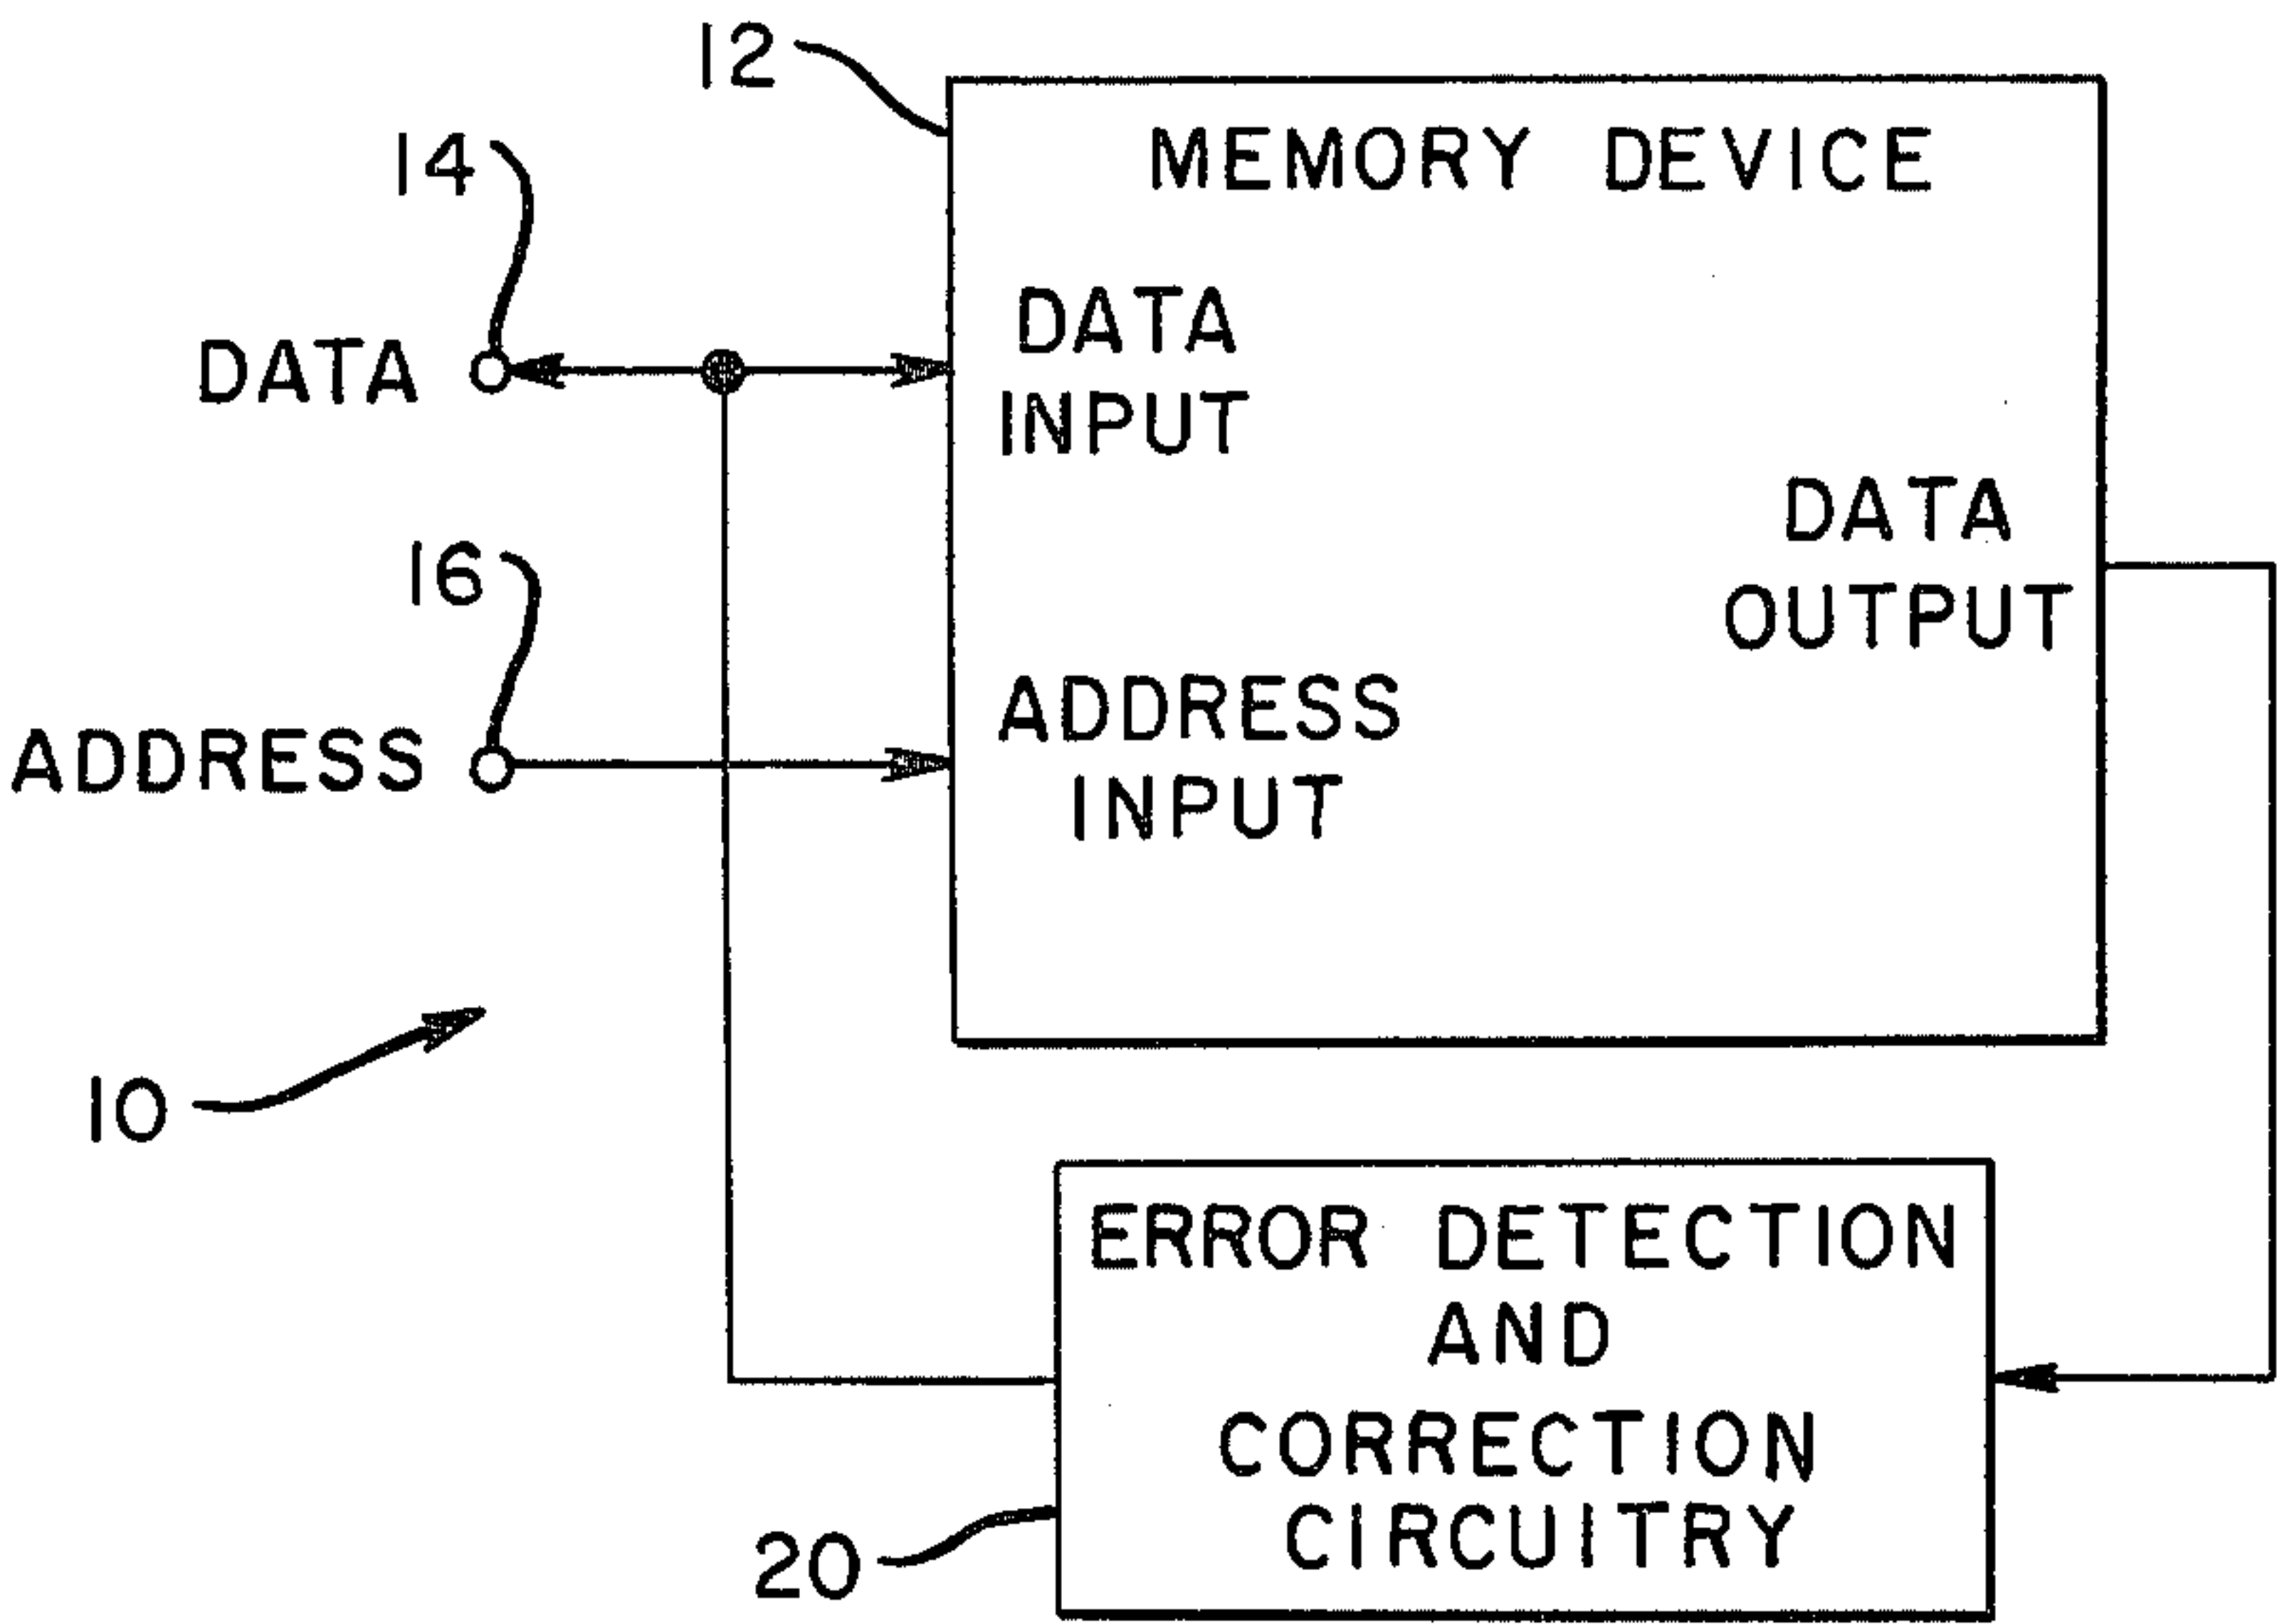 12
MEMORY DEVICE
14
DATA
INPUT
DATA
DATA
OUTPUT
16
ADDRESS
INPUT
ADDRESS
10
ERROR DETECTION
AND
CORRECTION
CIRCUITRY
20